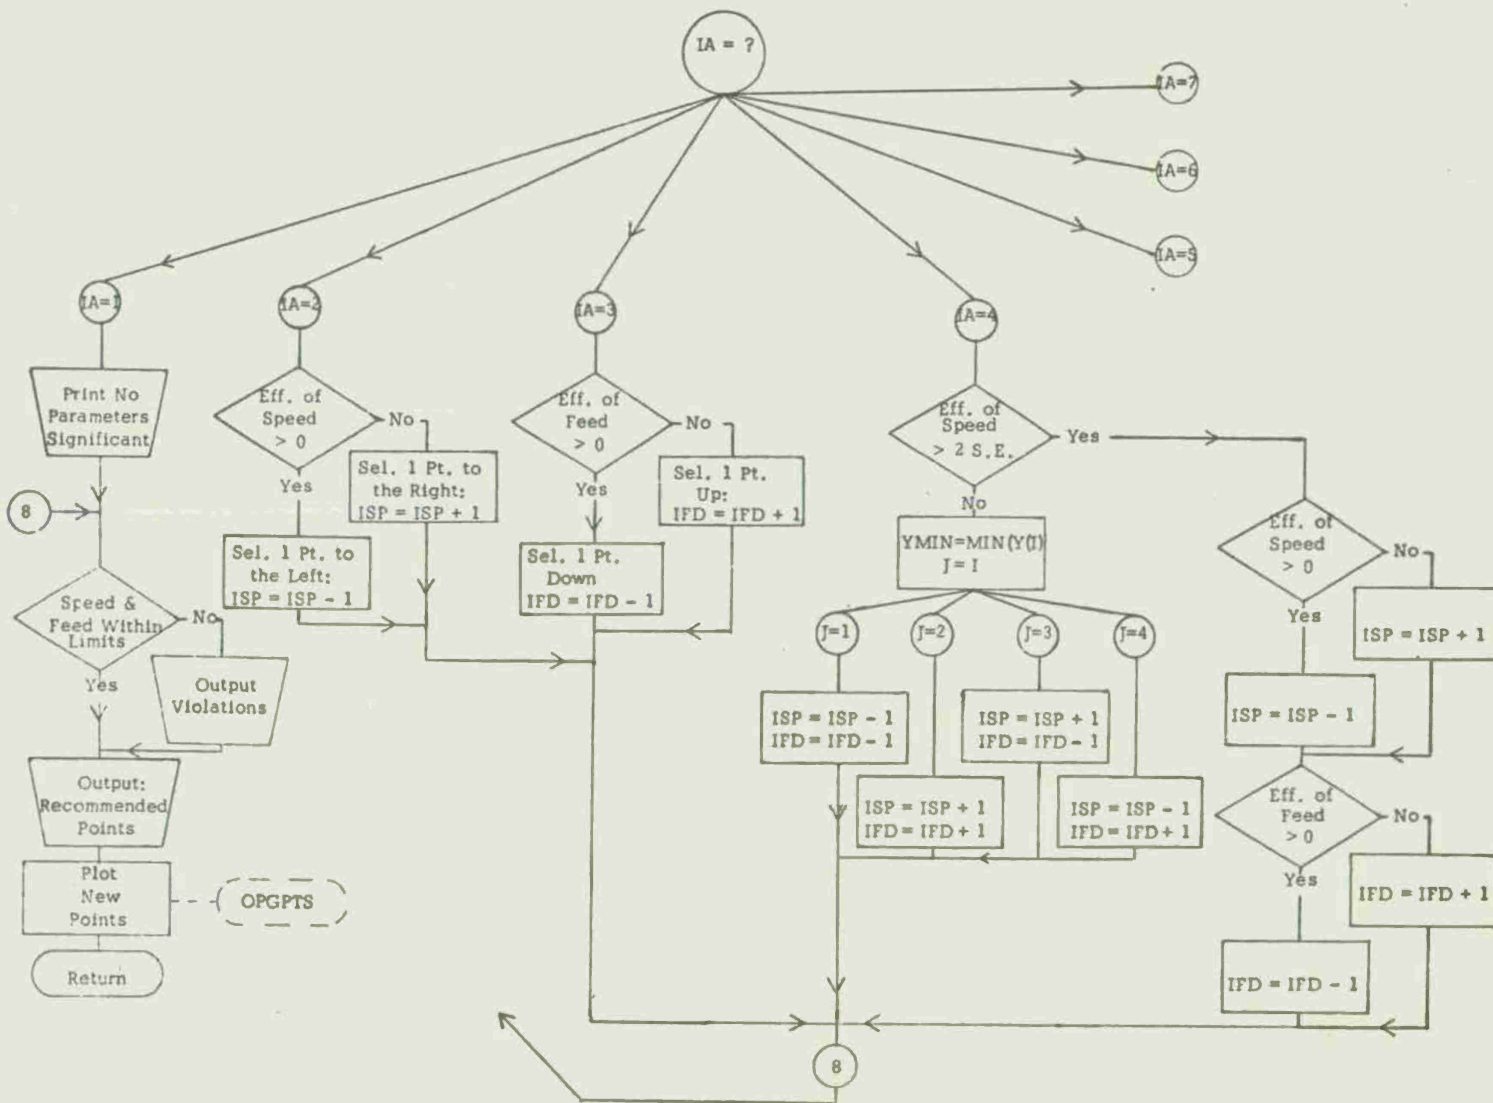 IA = ?
IA=7
IA=6
IA=5
IA=1
IA=2
IA=3
IA=4
Print No
Parameters
Significant
8
Speed &
Feed Within
Limits
No
Yes
Output
Violations
Output:
Recommended
Points
Plot
New
Points
OPGPTS
Return
Eff. of
Speed
> 0
No
Yes
Sel. 1 Pt. to
the Right:
ISP = ISP + 1
Sel. 1 Pt. to
the Left:
ISP = ISP - 1
Eff. of
Feed
> 0
No
Yes
Sel. 1 Pt.
Up:
IFD = IFD + 1
Sel. 1 Pt.
Down
IFD = IFD - 1
Eff. of
Speed
> 2 S.E.
Yes
No
YMIN=MIN(Y(I)
J = I
J=1
J=2
J=3
J=4
ISP = ISP - 1
IFD = IFD - 1
ISP = ISP + 1
IFD = IFD - 1
ISP = ISP + 1
IFD = IFD + 1
ISP = ISP - 1
IFD = IFD + 1
Eff. of
Speed
> 0
No
Yes
ISP = ISP + 1
ISP = ISP - 1
Eff. of
Feed
> 0
No
Yes
IFD = IFD + 1
IFD = IFD - 1
8